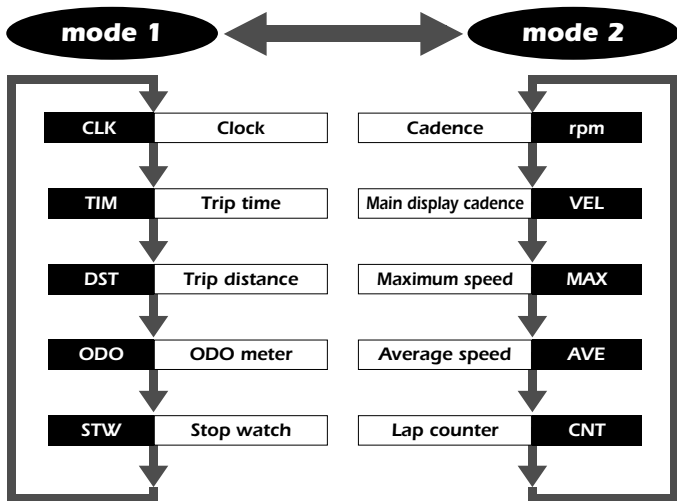 mode 1
mode 2
CLK Clock
Cadence rpm
TIM Trip time
Main display cadence VEL
DST Trip distance
Maximum speed MAX
ODO ODO meter
Average speed AVE
STW Stop watch
Lap counter CNT